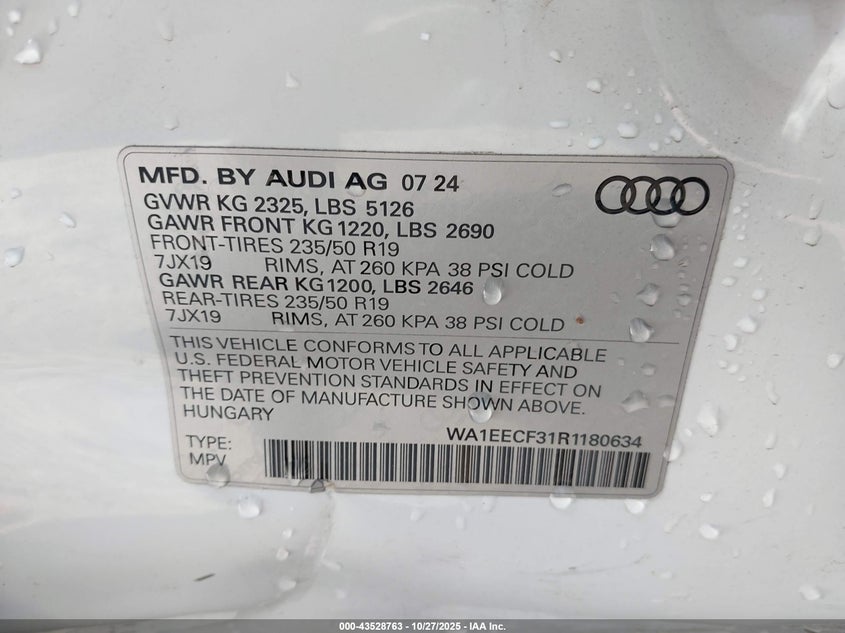 MFD. BY AUDI AG 07 24
GVWR KG 2325, LBS 5126
GAWR FRONT KG 1220, LBS 2690
FRONT-TIRES 235/50 R19
7JX19 RIMS, AT 260 KPA 38 PSI COLD
GAWR REAR KG 1200, LBS 2646
REAR-TIRES 235/50 R19
7JX19 RIMS, AT 260 KPA 38 PSI COLD
THIS VEHICLE CONFORMS TO ALL APPLICABLE
U.S. FEDERAL MOTOR VEHICLE SAFETY AND
THEFT PREVENTION STANDARDS IN EFFECT ON
THE DATE OF MANUFACTURE SHOWN ABOVE.
HUNGARY
WA1EECF31R1180634
TYPE:
MPV
000-43528763 - 10/27/2025 - IAA Inc.